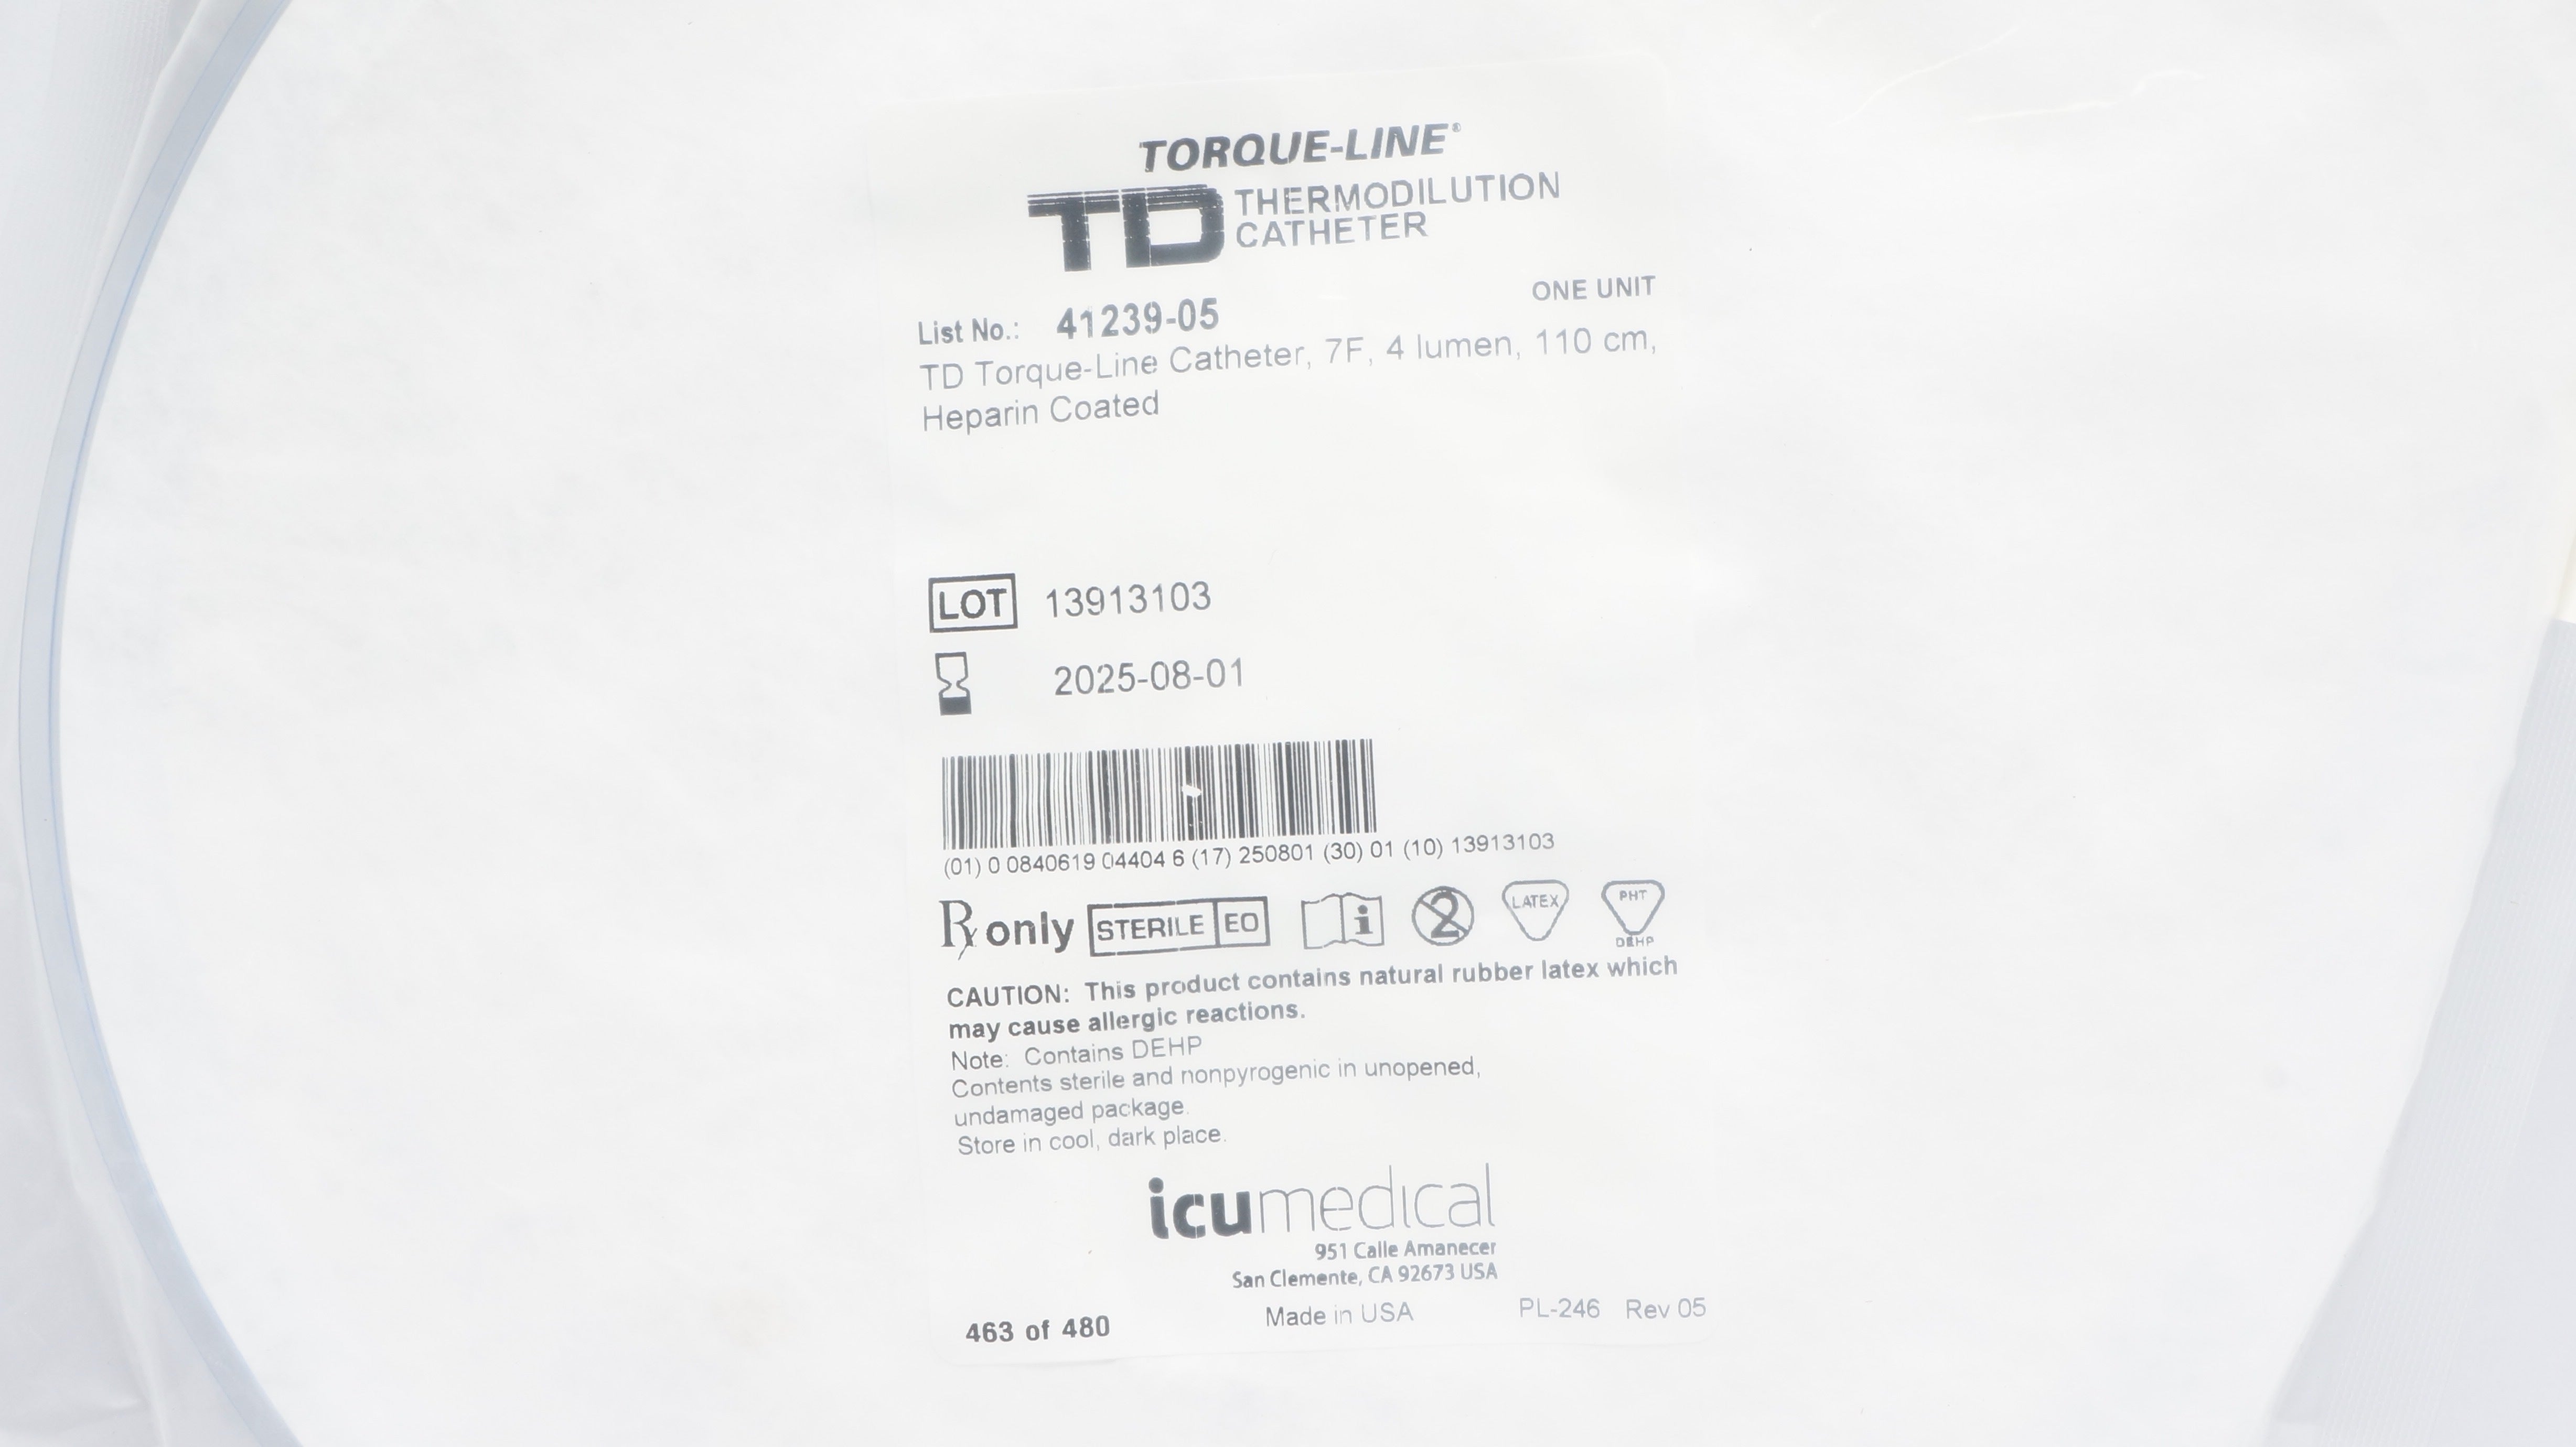 TORQUE-LINE®
TD THERMODILUTION
CATHETER
ONE UNIT
List No.: 41239-05
TD Torque-Line Catheter, 7F, 4 lumen, 110 cm,
Heparin Coated
LOT 13913103
2025-08-01
(01) 0 0840619 04404 6 (17) 250801 (30) 01 (10) 13913103
Rx only STERILE EO i 2 LATEX PHT
DEHP
CAUTION: This product contains natural rubber latex which
may cause allergic reactions.
Note: Contains DEHP
Contents sterile and nonpyrogenic in unopened,
undamaged package.
Store in cool, dark place.
icumedical
951 Calle Amanecer
San Clemente, CA 92673 USA
463 of 480 Made in USA PL-246 Rev 05